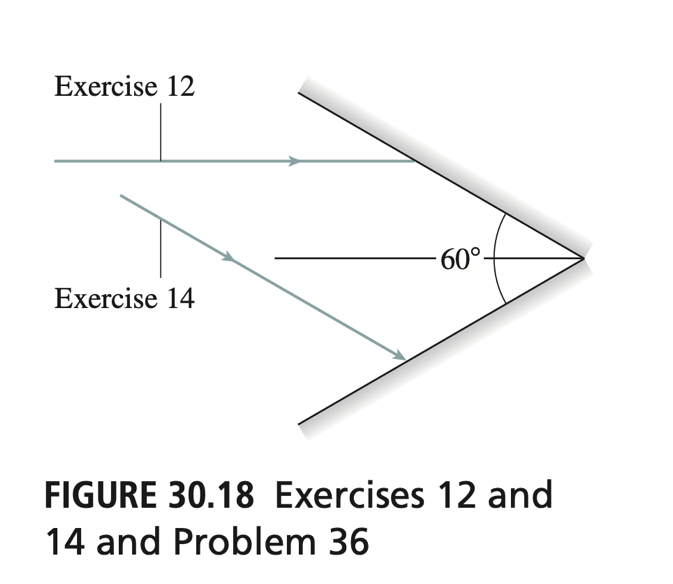 Exercise 12
60°
Exercise 14
FIGURE 30.18 Exercises 12 and
14 and Problem 36